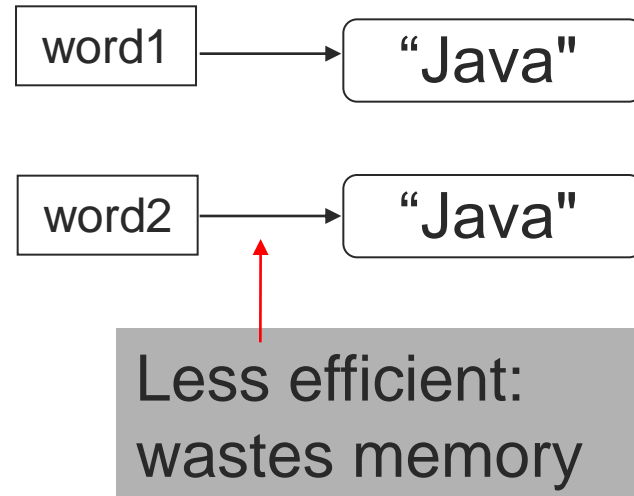 word1
“Java"
word2
“Java"
Less efficient:
wastes memory